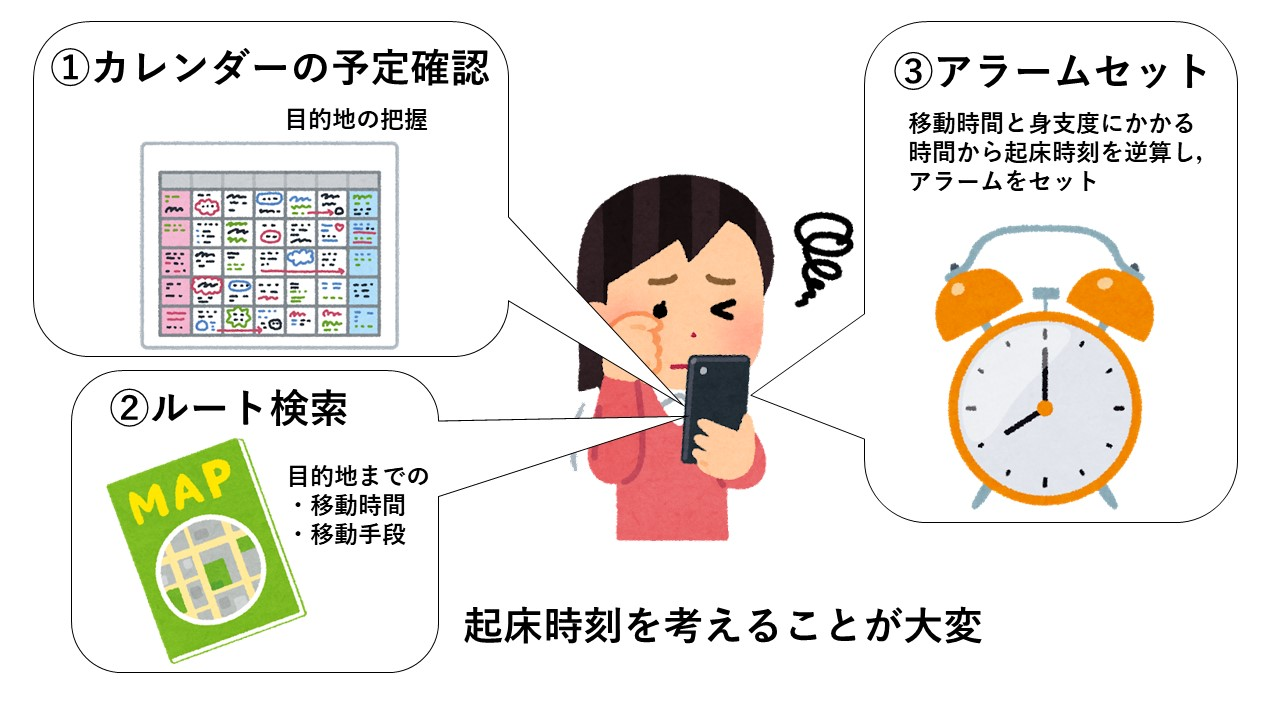 ①カレンダーの予定確認
目的地の把握
②ルート検索
MAP
目的地までの
・移動時間
・移動手段
③アラームセット
移動時間と身支度にかかる
時間から起床時刻を逆算し,
アラームをセット
起床時刻を考えることが大変